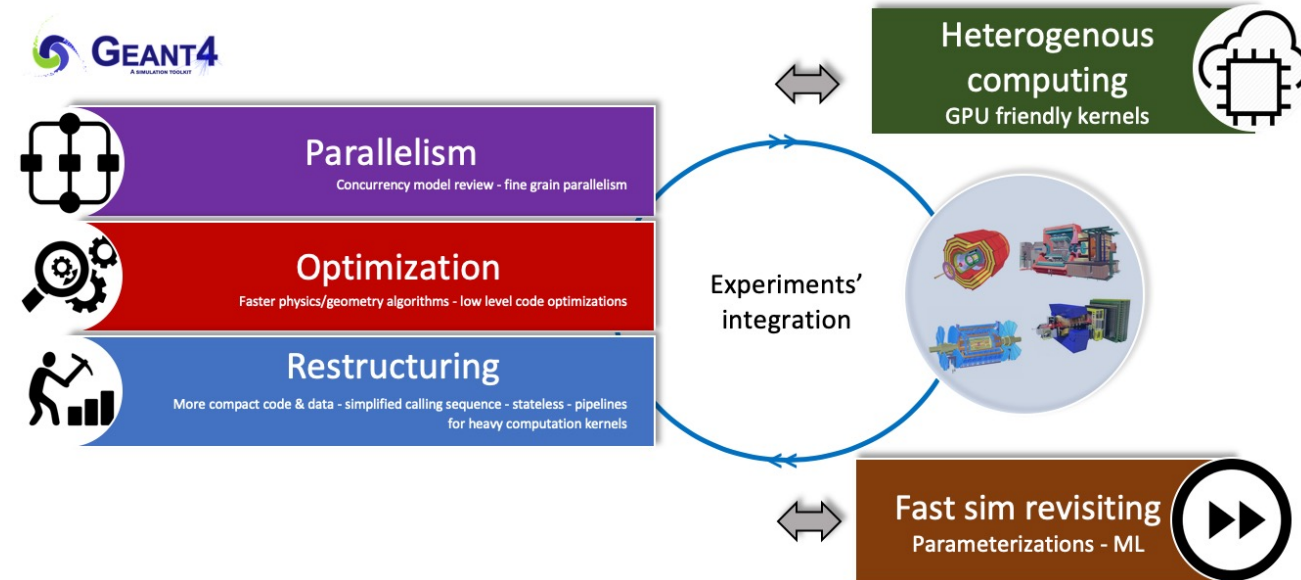 GEANT4
A SIMULATION TOOLKIT
Heterogenous
computing
GPU friendly kernels
Parallelism
Concurrency model review - fine grain parallelism
Optimization
Faster physics/geometry algorithms - low level code optimizations
Restructuring
More compact code & data - simplified calling sequence - stateless - pipelines
for heavy computation kernels
Experiments’
integration
Fast sim revisiting
Parameterizations - ML